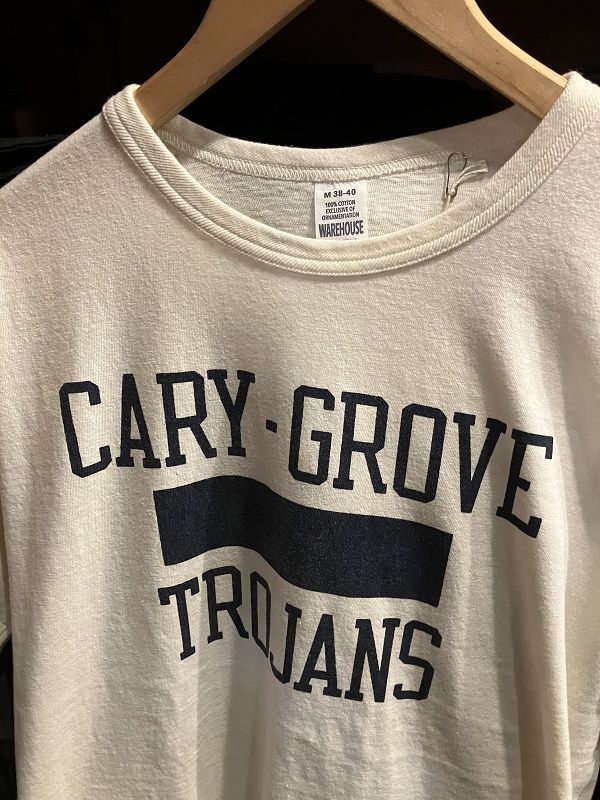 M 38-40
100% COTTON
EXCLUSIVE OF
ORNAMENTATION
WAREHOUSE
CARY-GROVE
TROJANS